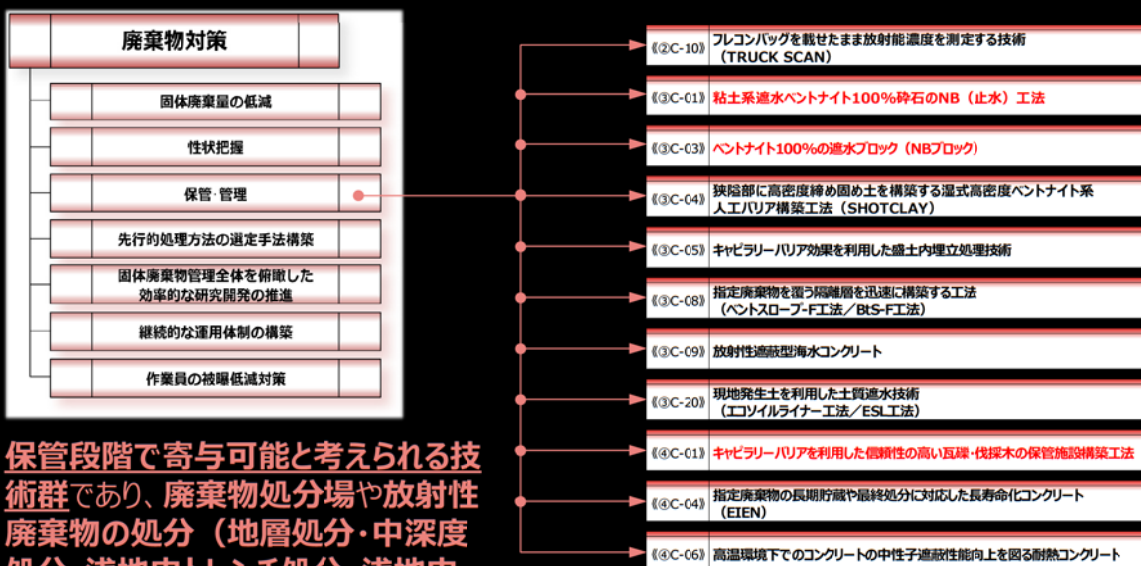 廃棄物対策
固体廃棄量の低減
性状把握
保管・管理
先行的処理方法の選定手法構築
固体廃棄物管理全体を俯瞰した
効率的な研究開発の推進
継続的な運用体制の構築
作業員の被曝低減対策
保管段階で寄与可能と考えられる技
術群であり、廃棄物処分場や放射性
廃棄物の処分（地層処分・中深度
処分・浅地中トレンチ処分・浅地中
《②C-10》 フレコンバッグを載せたまま放射能濃度を測定する技術
（TRUCK SCAN）
《③C-01》 粘土系遮水ベントナイト100%砕石のNB（止水）工法
《③C-03》 ベントナイト100%の遮水ブロック（NBブロック）
《③C-04》 狭隘部に高密度締め固め土を構築する湿式高密度ベントナイト系
人工バリア構築工法（SHOTCLAY）
《③C-05》 キャピラリーバリア効果を利用した盛土内埋立処理技術
《③C-08》 指定廃棄物を覆う隔離層を迅速に構築する工法
（ベントスロープ-F工法／BtS-F工法）
《③C-09》 放射性遮蔽型海水コンクリート
《③C-20》 現地発生土を利用した土質遮水技術
（エコソイルライナー工法／ESL工法）
《④C-01》 キャピラリーバリアを利用した信頼性の高い瓦礫・伐採木の保管施設構築工法
《④C-04》 指定廃棄物の長期貯蔵や最終処分に対応した長寿命化コンクリート
（EIEN）
《④C-06》 高温環境下でのコンクリートの中性子遮蔽性能向上を図る耐熱コンクリート